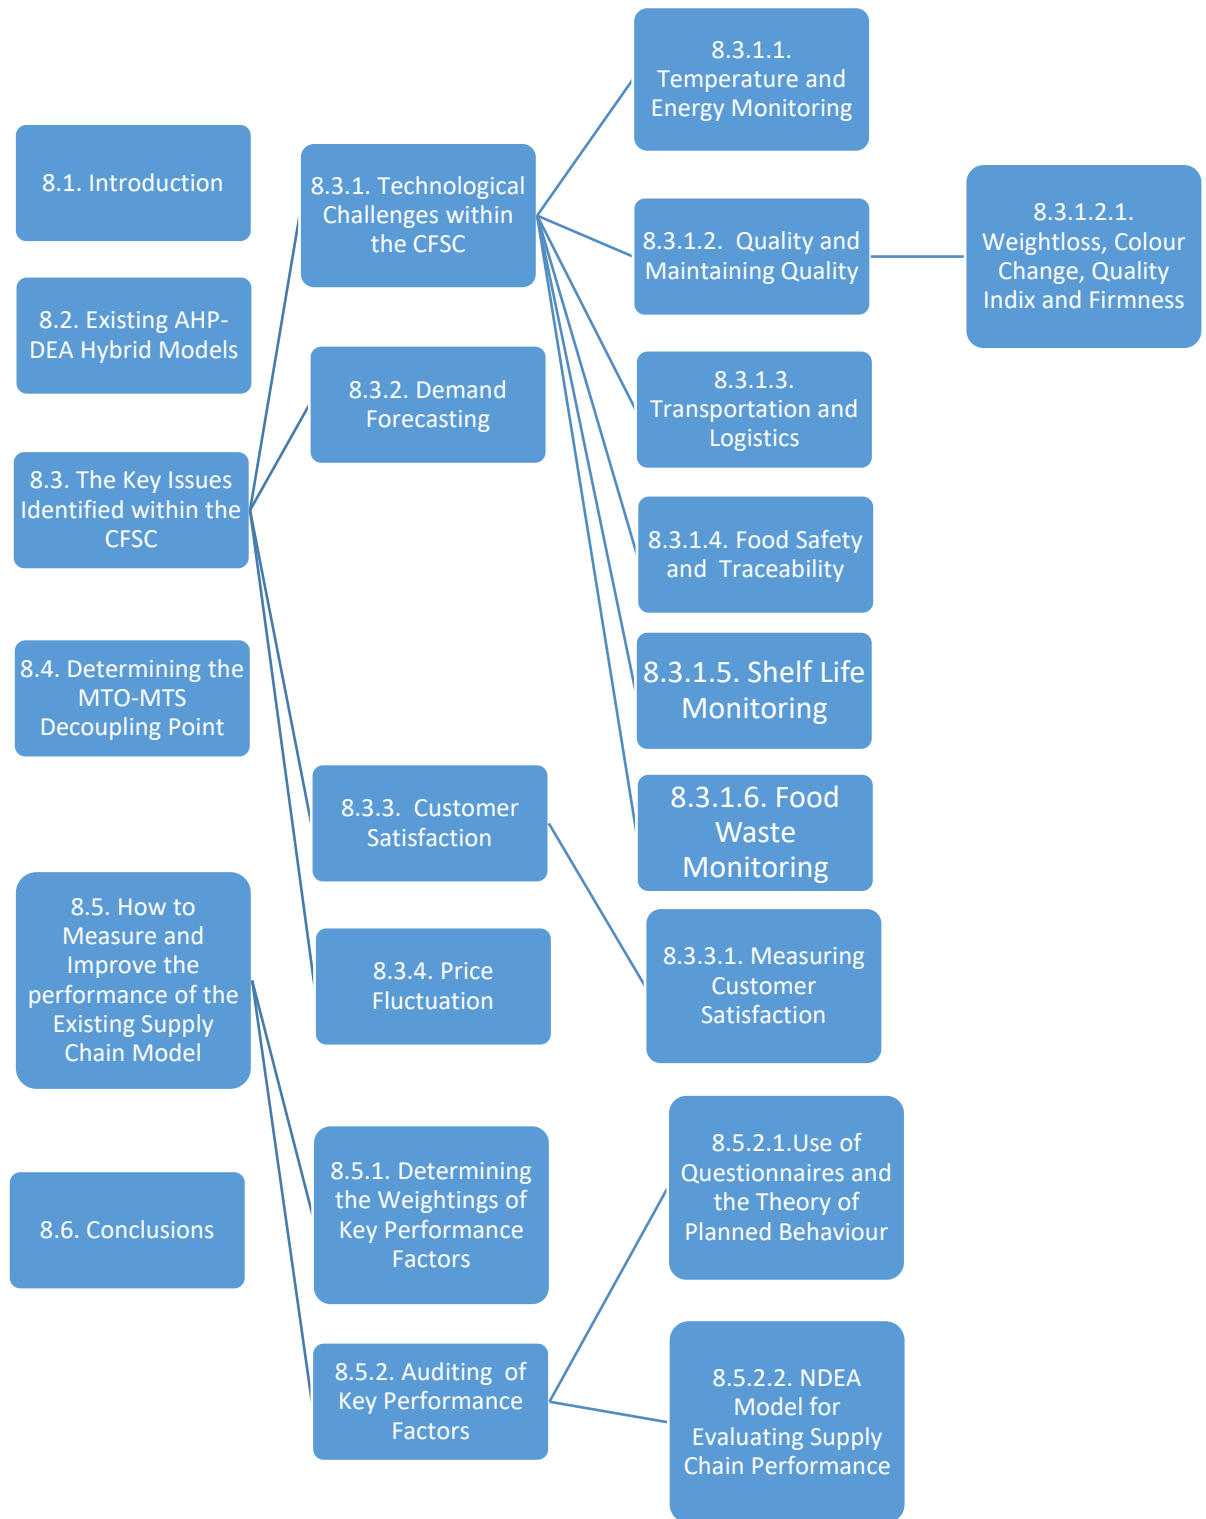 8.1. Introduction
8.2. Existing AHP-
DEA Hybrid Models
8.3. The Key Issues
Identified within the
CFSC
8.4. Determining the
MTO-MTS
Decoupling Point
8.5. How to
Measure and
Improve the
performance of the
Existing Supply
Chain Model
8.6. Conclusions
8.3.1. Technological
Challenges within
the CFSC
8.3.2. Demand
Forecasting
8.3.3. Customer
Satisfaction
8.3.4. Price
Fluctuation
8.5.1. Determining
the Weightings of
Key Performance
Factors
8.5.2. Auditing of
Key Performance
Factors
8.3.1.1.
Temperature and
Energy Monitoring
8.3.1.2. Quality and
Maintaining Quality
8.3.1.3.
Transportation and
Logistics
8.3.1.4. Food Safety
and Traceability
8.3.1.5. Shelf Life
Monitoring
8.3.1.6. Food
Waste
Monitoring
8.3.3.1. Measuring
Customer
Satisfaction
8.5.2.1.Use of
Questionnaires and
the Theory of
Planned Behaviour
8.5.2.2. NDEA
Model for
Evaluating Supply
Chain Performance
8.3.1.2.1.
Weightloss, Colour
Change, Quality
Indix and Firmness